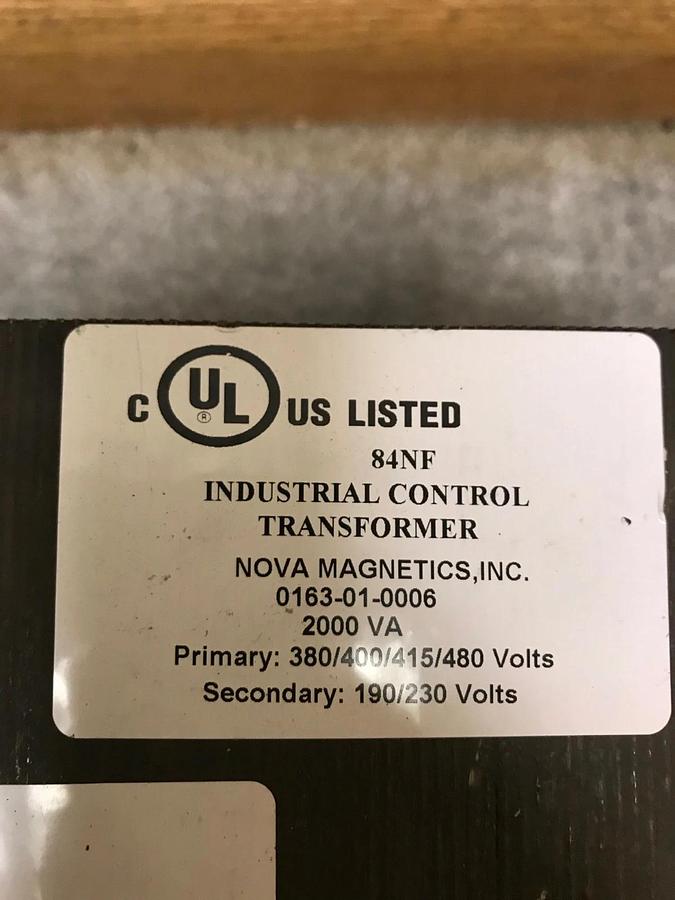 C UL ® US LISTED
84NF
INDUSTRIAL CONTROL
TRANSFORMER
NOVA MAGNETICS,INC.
0163-01-0006
2000 VA
Primary: 380/400/415/480 Volts
Secondary: 190/230 Volts